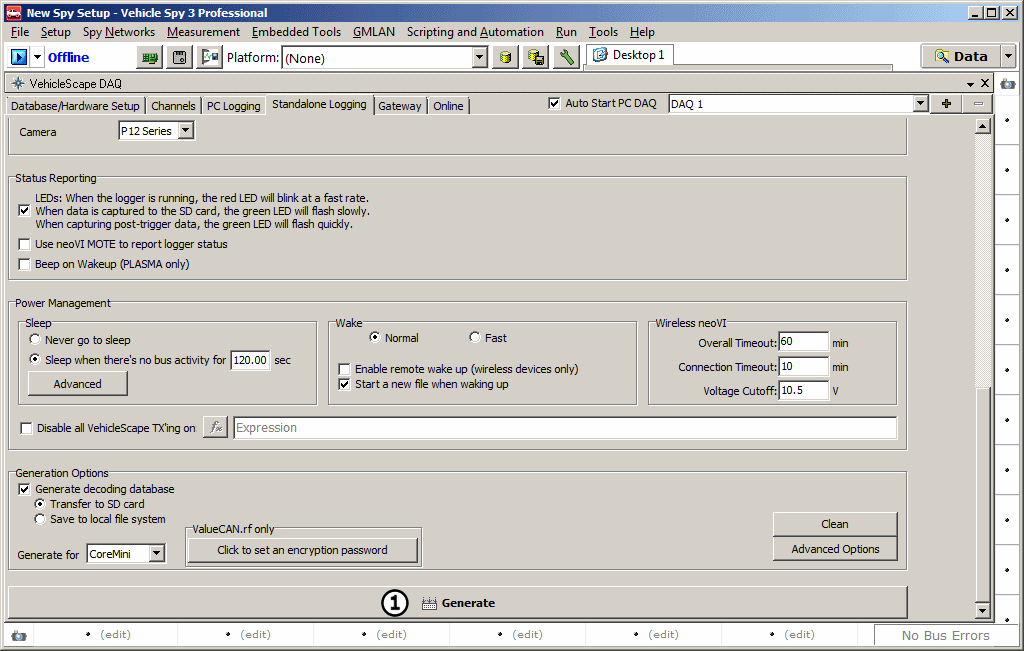 New Spy Setup - Vehicle Spy 3 Professional
File Setup Spy Networks Measurement Embedded Tools GMLAN Scripting and Automation Run Tools Help
Offline Platform: (None) Desktop 1 Data
VehicleScape DAQ
Database/Hardware Setup Channels PC Logging Standalone Logging Gateway Online Auto Start PC DAQ DAQ 1
Camera P12 Series
Status Reporting
LEDs: When the logger is running, the red LED will blink at a fast rate.
When data is captured to the SD card, the green LED will flash slowly.
When capturing post-trigger data, the green LED will flash quickly.
Use neoVI MOTE to report logger status
Beep on Wakeup (PLASMA only)
Power Management
Sleep
Never go to sleep
Sleep when there's no bus activity for 120.00 sec
Advanced
Wake
Normal Fast
Enable remote wake up (wireless devices only)
Start a new file when waking up
Wireless neoVI
Overall Timeout: 60 min
Connection Timeout: 10 min
Voltage Cutoff: 10.5 V
Disable all VehicleScape TX'ing on: fx Expression
Generation Options
Generate decoding database
Transfer to SD card
Save to local file system
Generate for CoreMini
ValueCAN.rf only
Click to set an encryption password
Clean
Advanced Options
1 Generate
(edit) (edit) (edit) (edit) (edit) (edit) No Bus Errors